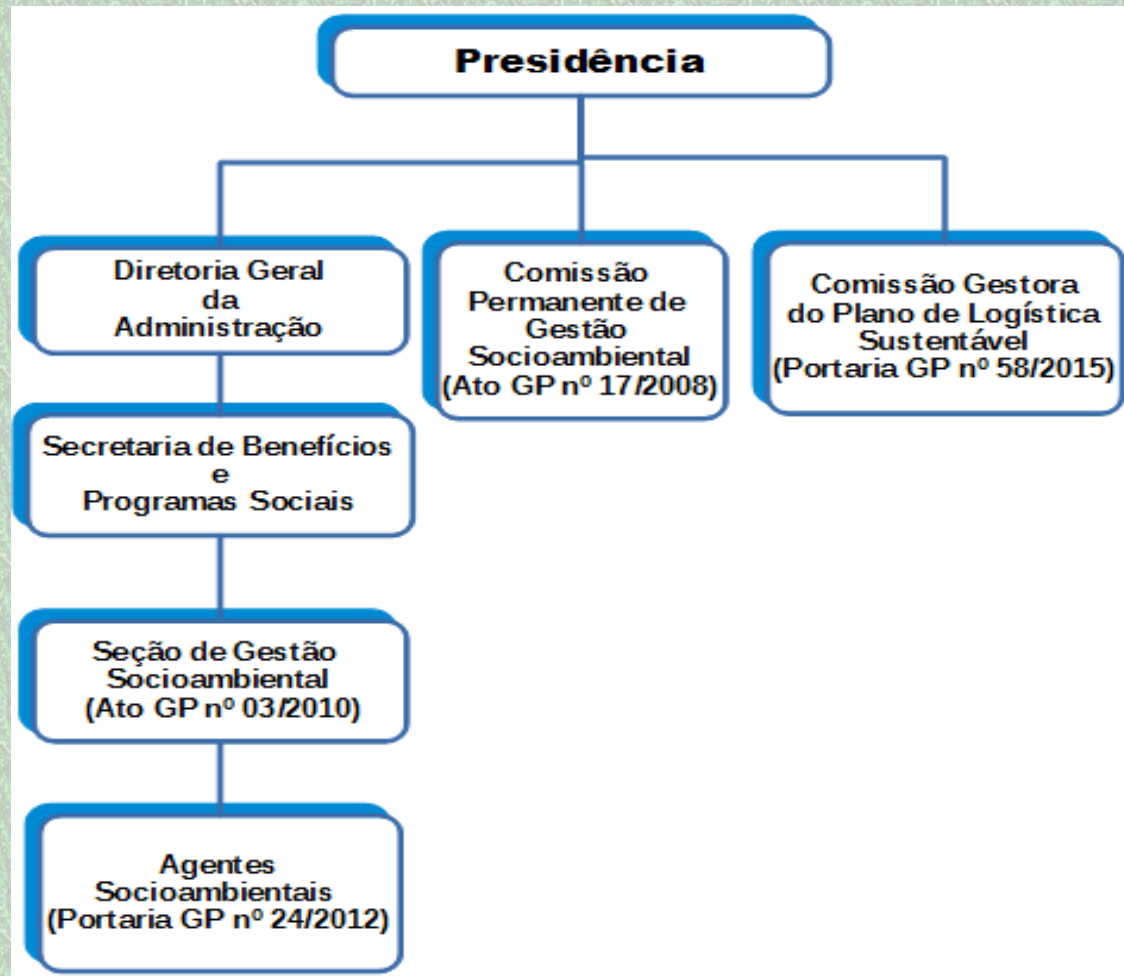 Presidência
Diretoria Geral
da
Administração
Comissão
Permanente de
Gestão
Socioambiental
(Ato GP nº 17/2008)
Comissão Gestora
do Plano de Logística
Sustentável
(Portaria GP nº 58/2015)
Secretaria de Benefícios
e
Programas Sociais
Seção de Gestão
Socioambiental
(Ato GP nº 03/2010)
Agentes
Socioambientais
(Portaria GP nº 24/2012)